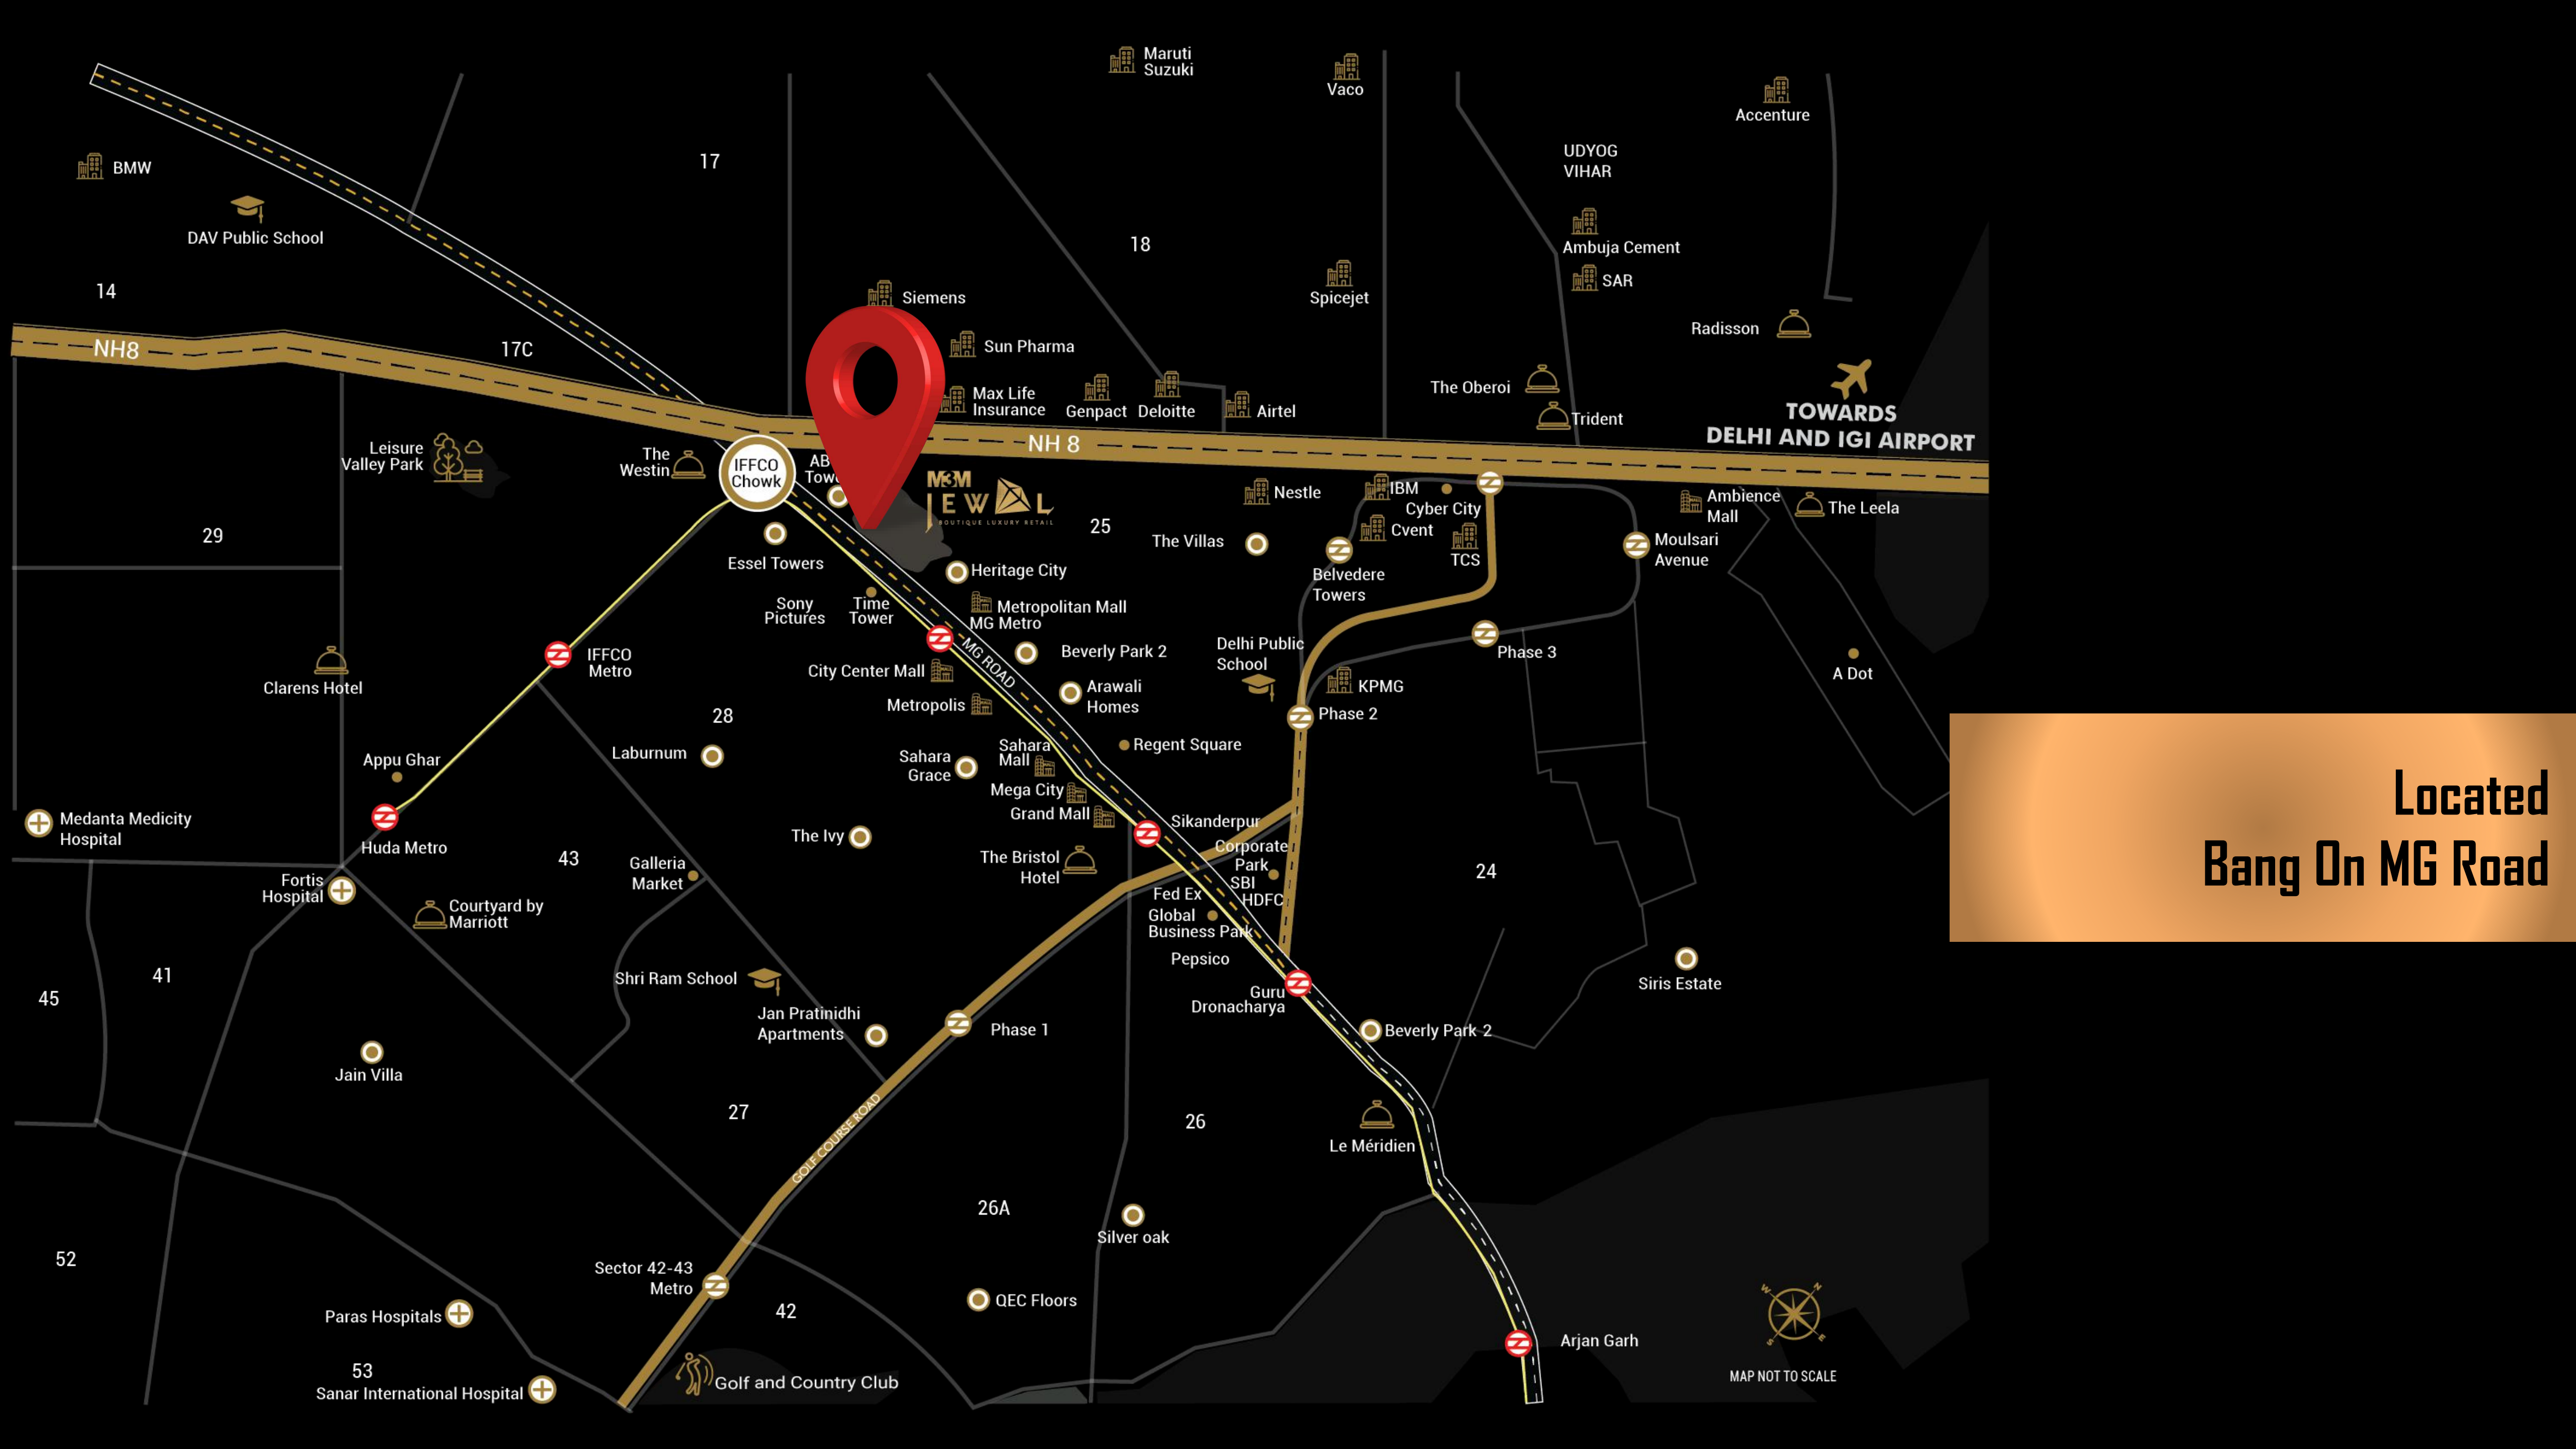 Maruti
Suzuki
Vaco
Accenture
UDYOG
VIHAR
17
BMW
DAV Public School
18
Ambuja Cement
SAR
14
Siemens
Spicejet
Radisson
NH8
17C
Sun Pharma
Max Life
Insurance
Genpact
Deloitte
Airtel
The Oberoi
Trident
TOWARDS
DELHI AND IGI AIRPORT
NH 8
Leisure
Valley Park
The
Westin
IFFCO
Chowk
M3M
JEWEL
BOUTIQUE LUXURY RETAIL
25
Nestle
IBM
Cyber City
Cvent
TCS
Ambience
Mall
The Leela
29
Essel Towers
The Villas
Belvedere
Towers
Moulsari
Avenue
Heritage City
Sony
Pictures
Time
Tower
Metropolitan Mall
MG Metro
MG ROAD
Beverly Park 2
Delhi Public
School
Phase 3
IFFCO
Metro
City Center Mall
Metropolis
Arawali
Homes
KPMG
Phase 2
A Dot
Clarens Hotel
28
Laburnum
Sahara
Grace
Sahara
Mall
Regent Square
Appu Ghar
Mega City
Grand Mall
Sikanderpur
Located
Bang On MG Road
Medanta Medicity
Hospital
Huda Metro
The Ivy
43
Galleria
Market
The Bristol
Hotel
Corporate
Park
SBI
HDFC
24
Fortis
Hospital
Courtyard by
Marriott
Fed Ex
Global
Business Park
Pepsico
41
45
Shri Ram School
Guru
Dronacharya
Siris Estate
Jan Pratinidhi
Apartments
Phase 1
Beverly Park 2
Jain Villa
27
GOLF COURSE ROAD
26
Le Méridien
26A
Silver oak
52
Sector 42-43
Metro
42
QEC Floors
Paras Hospitals
53
Sanar International Hospital
Golf and Country Club
Arjan Garh
W
N
S
E
MAP NOT TO SCALE